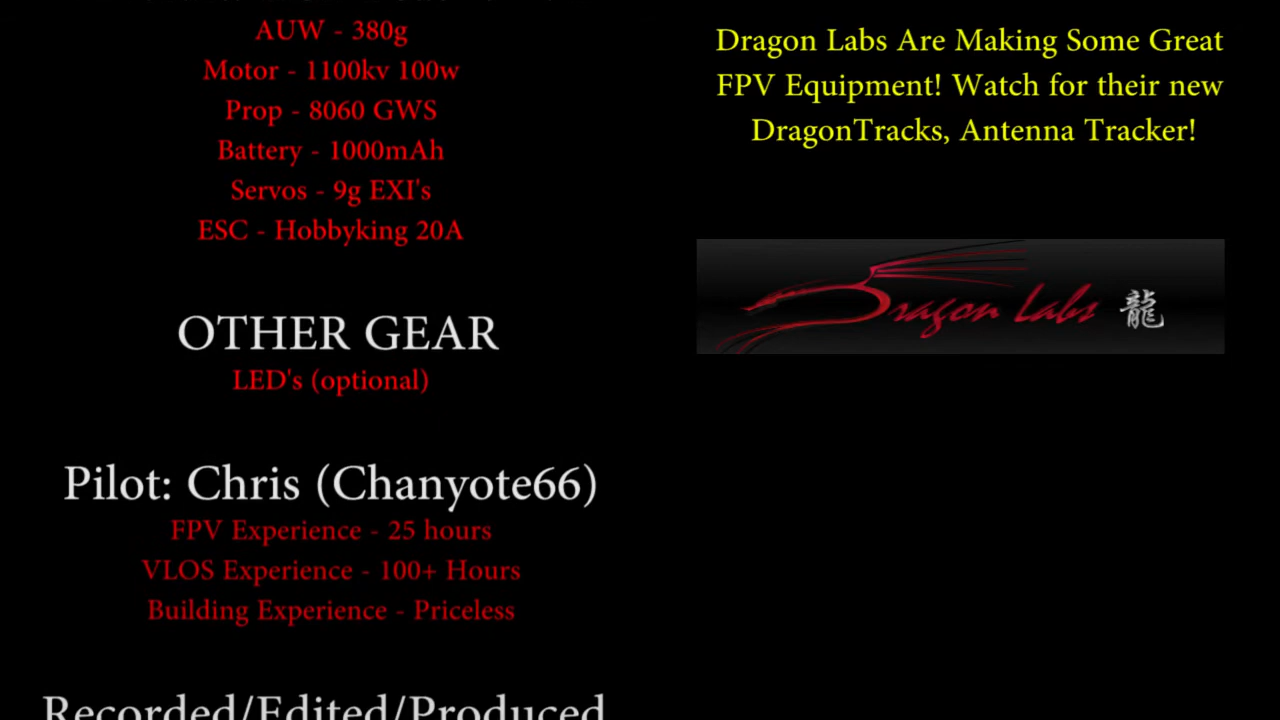 AUW - 380g
Motor - 1100kv 100w
Prop - 8060 GWS
Battery - 1000mAh
Servos - 9g EXI's
ESC - Hobbyking 20A
OTHER GEAR
LED's (optional)
Pilot: Chris (Chanyote66)
FPV Experience - 25 hours
VLOS Experience - 100+ Hours
Building Experience - Priceless
Recorded/Edited/Produced
Dragon Labs Are Making Some Great
FPV Equipment! Watch for their new
DragonTracks, Antenna Tracker!
Dragon Labs 龍